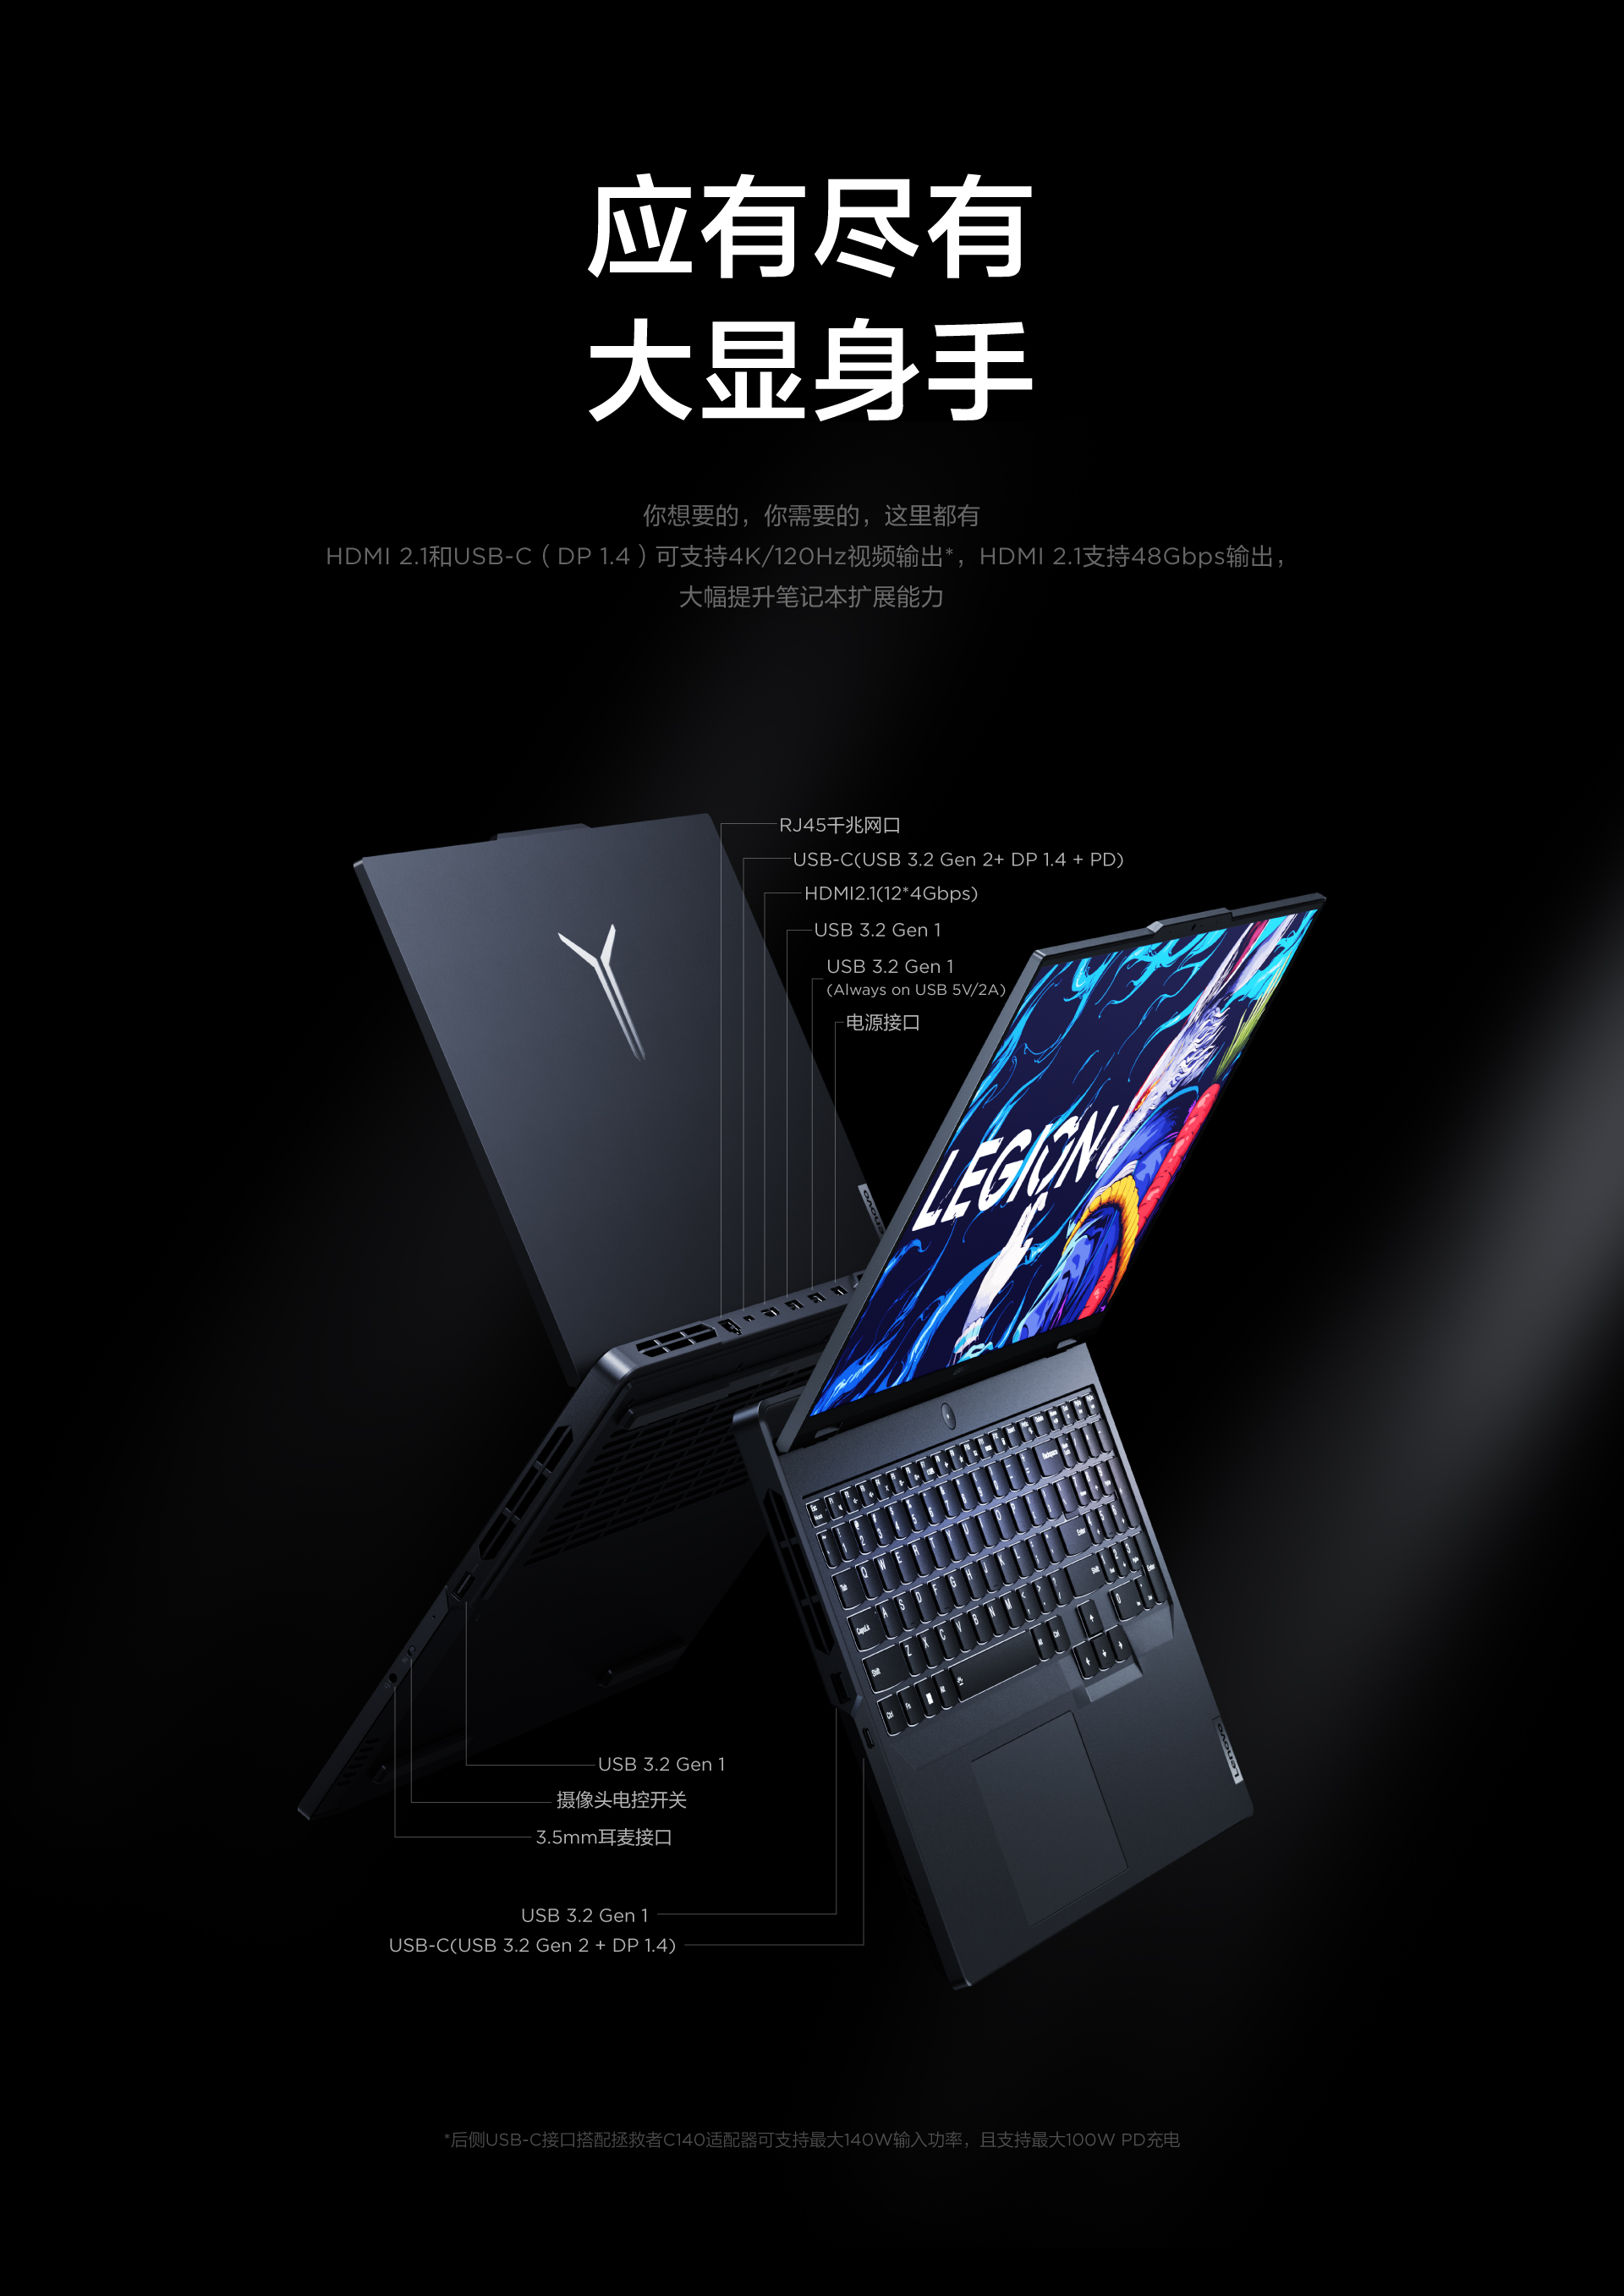 应有尽有
大显身手
你想要的，你需要的，这里都有
HDMI 2.1和USB-C（DP 1.4）可支持4K/120Hz视频输出*，HDMI 2.1支持48Gbps输出，
大幅提升笔记本扩展能力
RJ45千兆网口
USB-C(USB 3.2 Gen 2+ DP 1.4 + PD)
HDMI2.1(12*4Gbps)
USB 3.2 Gen 1
USB 3.2 Gen 1
(Always on USB 5V/2A)
电源接口
LEGION
Lenovo
USB 3.2 Gen 1
摄像头电控开关
3.5mm耳麦接口
Lenovo
USB 3.2 Gen 1
USB-C(USB 3.2 Gen 2 + DP 1.4)
*后侧USB-C接口搭配拯救者C140适配器可支持最大140W输入功率，且支持最大100W PD充电